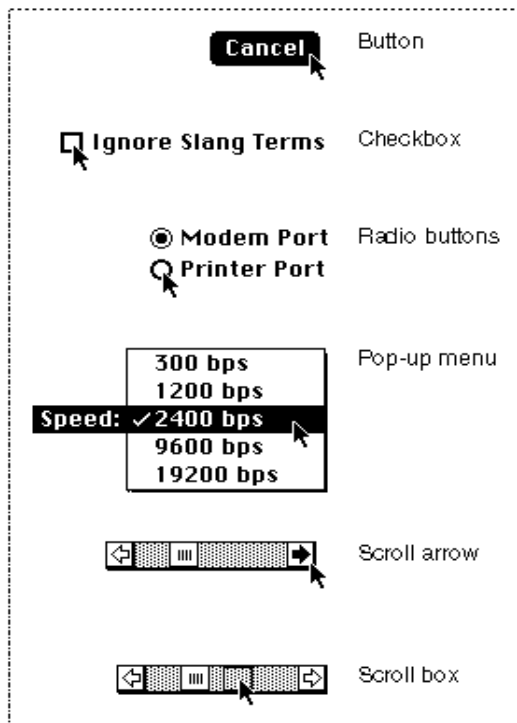 Cancel Button
Ignore Slang Terms Checkbox
Modem Port Radio buttons
Printer Port
300 bps Pop-up menu
1200 bps
Speed: ✓2400 bps
9600 bps
19200 bps
Scroll arrow
Scroll box